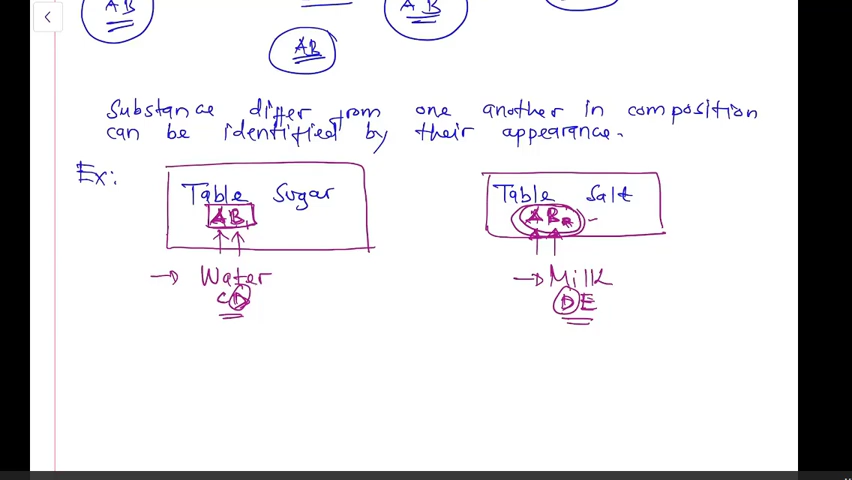 AB
AB
AB
Substance differ from one another in composition
can be identified by their appearance.
Ex:
Table Sugar
Table Salt
AB
AB
Water
Milk
CD
DE